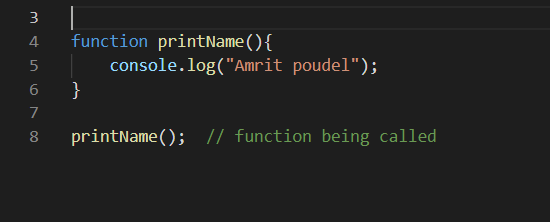 3
4 function printName(){
5     console.log("Amrit poudel");
6 }
7
8 printName();  // function being called